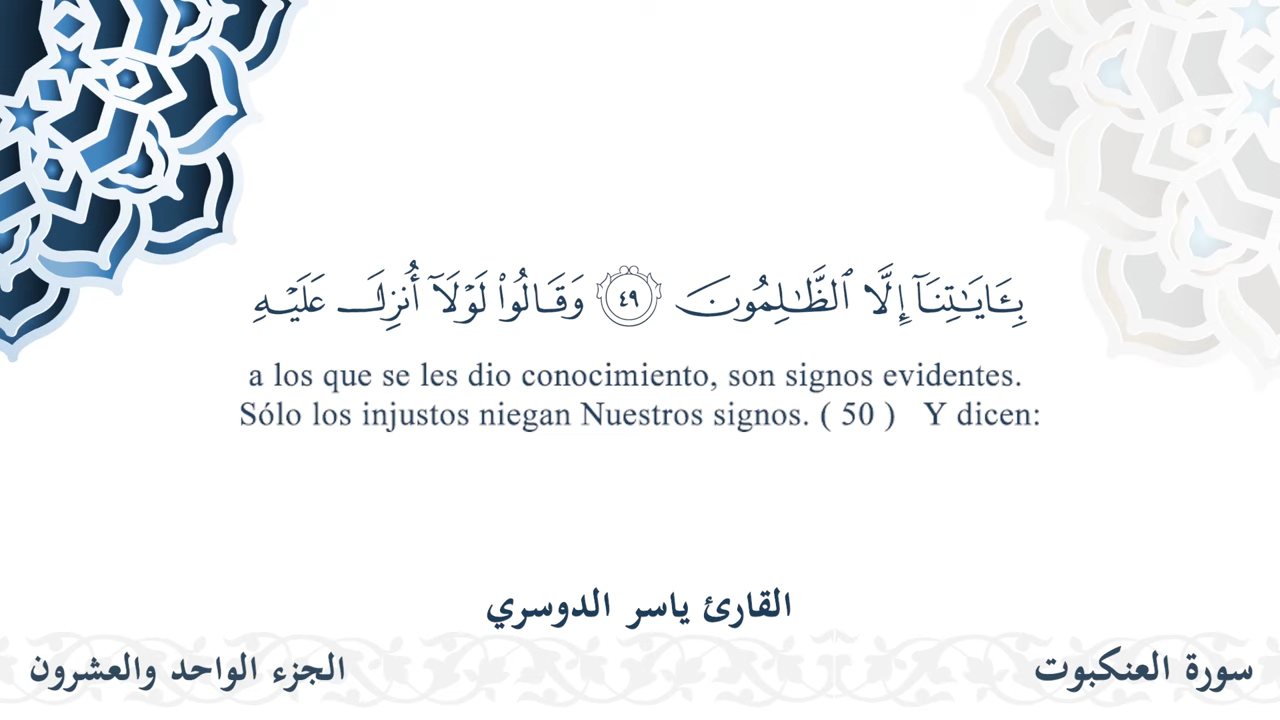 بِـَٔايَـٰتِنَآ إِلَّا ٱلظَّـٰلِمُونَ ٤٩ وَقَالُوا۟ لَوْلَآ أُنزِلَ عَلَيْهِ
a los que se les dio conocimiento, son signos evidentes.
Sólo los injustos niegan Nuestros signos. ( 50 ) Y dicen:
القارئ ياسر الدوسري
سورة العنكبوت
الجزء الواحد والعشرون